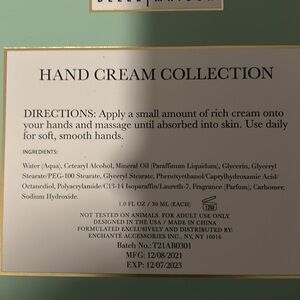 HAND CREAM COLLECTION
DIRECTIONS: Apply a small amount of rich cream onto
your hands and massage until absorbed into skin. Use daily
for soft, smooth hands.
INGREDIENTS:
Water (Aqua), Cetearyl Alcohol, Mineral Oil (Paraffinum Liquidum), Glycerin, Glyceryl
Stearate/PEG-100 Stearate, Glyceryl Stearate, Phenoxyethanol/Caprylhydroxamic Acid/
Octanediol, Polyacrylamide/C13-14 Isoparaffin/Laureth-7, Fragrance (Parfum), Carbomer,
Sodium Hydroxide.
1.0 FL OZ / 30 ML (EACH)
12M
NOT TESTED ON ANIMALS. FOR ADULT USE ONLY.
DESIGNED IN THE USA / MADE IN CHINA
FORMULATED EXCLUSIVELY AND DISTRIBUTED BY:
ENCHANTÉ ACCESSORIES, NY, NY 10016
Batch No.: T21AB0301
MFG: 12/08/2021
EXP: 12/07/2023